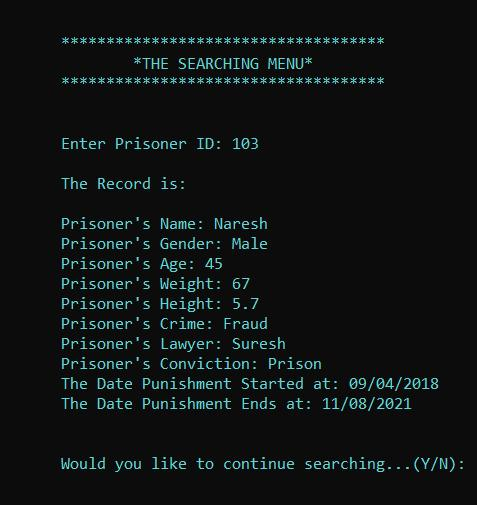 ************************************
*THE SEARCHING MENU*
************************************
Enter Prisoner ID: 103
The Record is:
Prisoner's Name: Naresh
Prisoner's Gender: Male
Prisoner's Age: 45
Prisoner's Weight: 67
Prisoner's Height: 5.7
Prisoner's Crime: Fraud
Prisoner's Lawyer: Suresh
Prisoner's Conviction: Prison
The Date Punishment Started at: 09/04/2018
The Date Punishment Ends at: 11/08/2021
Would you like to continue searching...(Y/N):